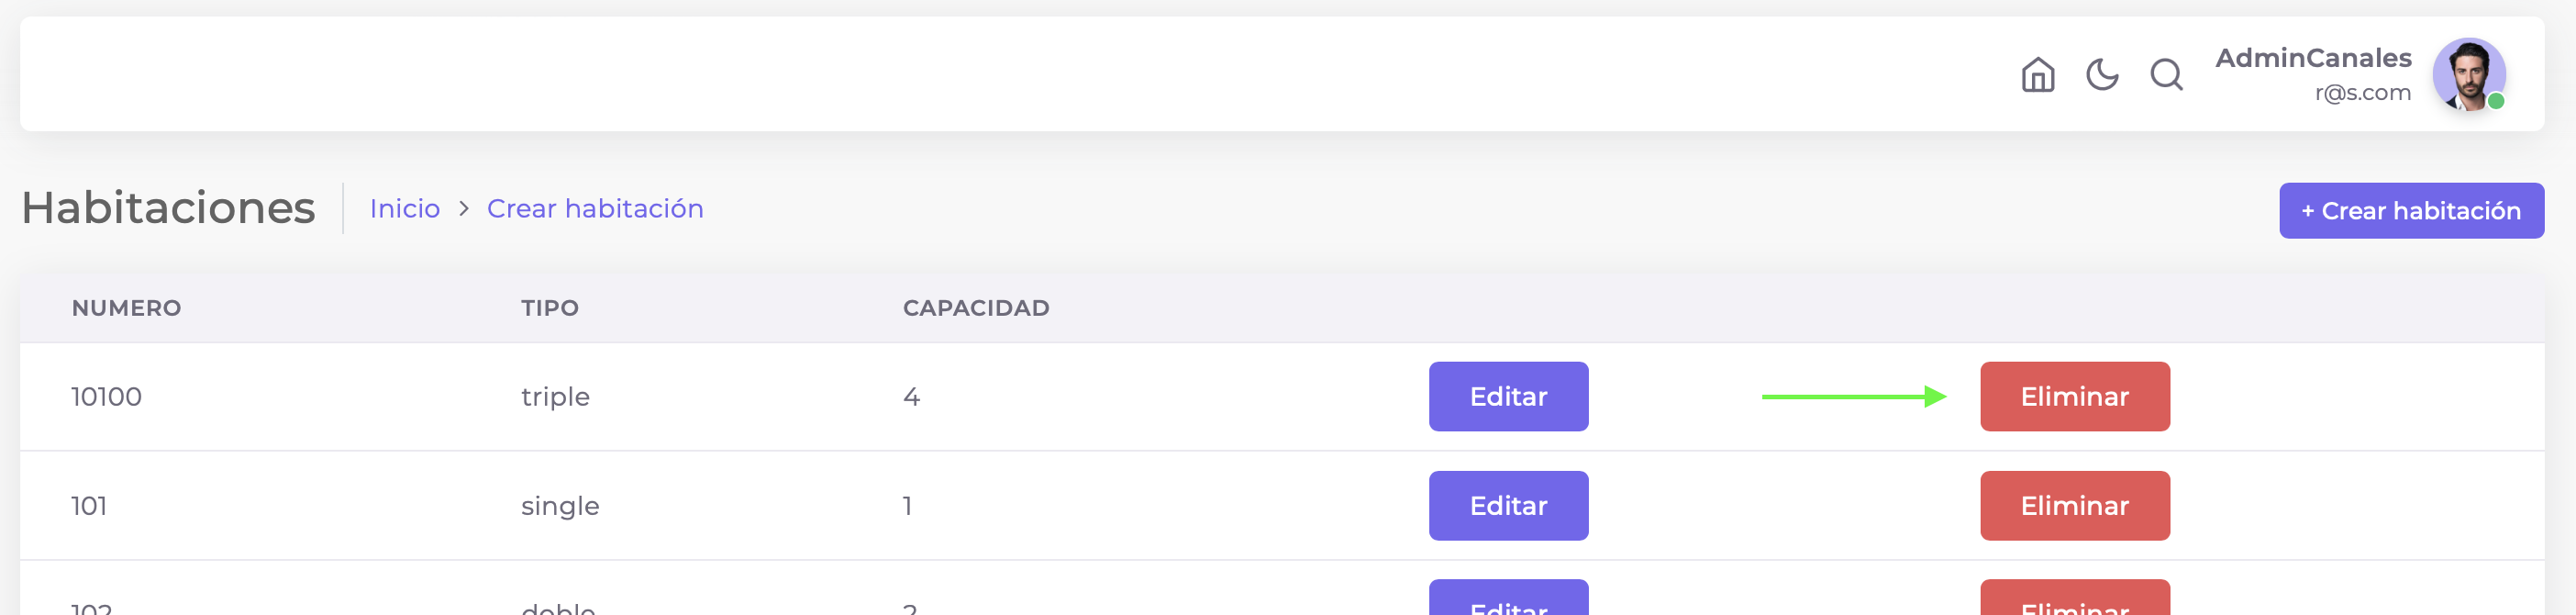 AdminCanales
r@s.com
Habitaciones
Inicio > Crear habitación
+ Crear habitación
NUMERO TIPO CAPACIDAD
10100 triple 4 Editar Eliminar
101 single 1 Editar Eliminar
102 doble 2 Editar Eliminar